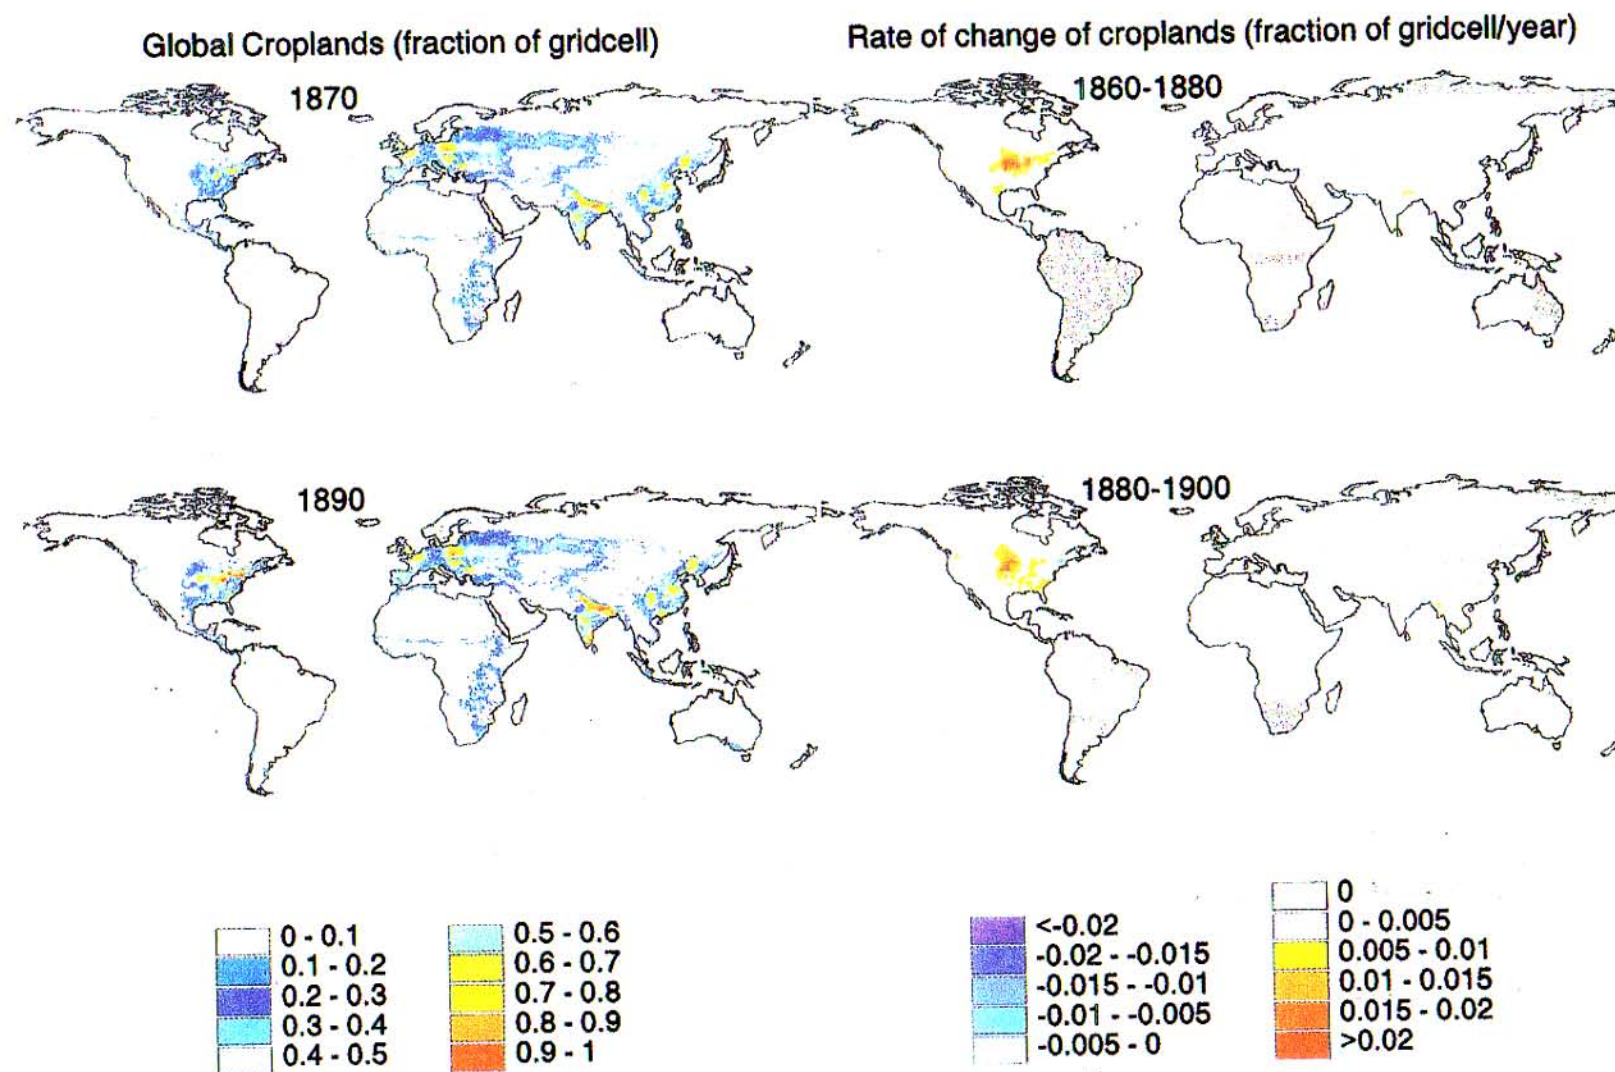 Global Croplands (fraction of gridcell)
Rate of change of croplands (fraction of gridcell/year)
1870
1860-1880
1890
1880-1900
0 - 0.1
0.1 - 0.2
0.2 - 0.3
0.3 - 0.4
0.4 - 0.5
0.5 - 0.6
0.6 - 0.7
0.7 - 0.8
0.8 - 0.9
0.9 - 1
<-0.02
-0.02 - -0.015
-0.015 - -0.01
-0.01 - -0.005
-0.005 - 0
0
0 - 0.005
0.005 - 0.01
0.01 - 0.015
0.015 - 0.02
>0.02